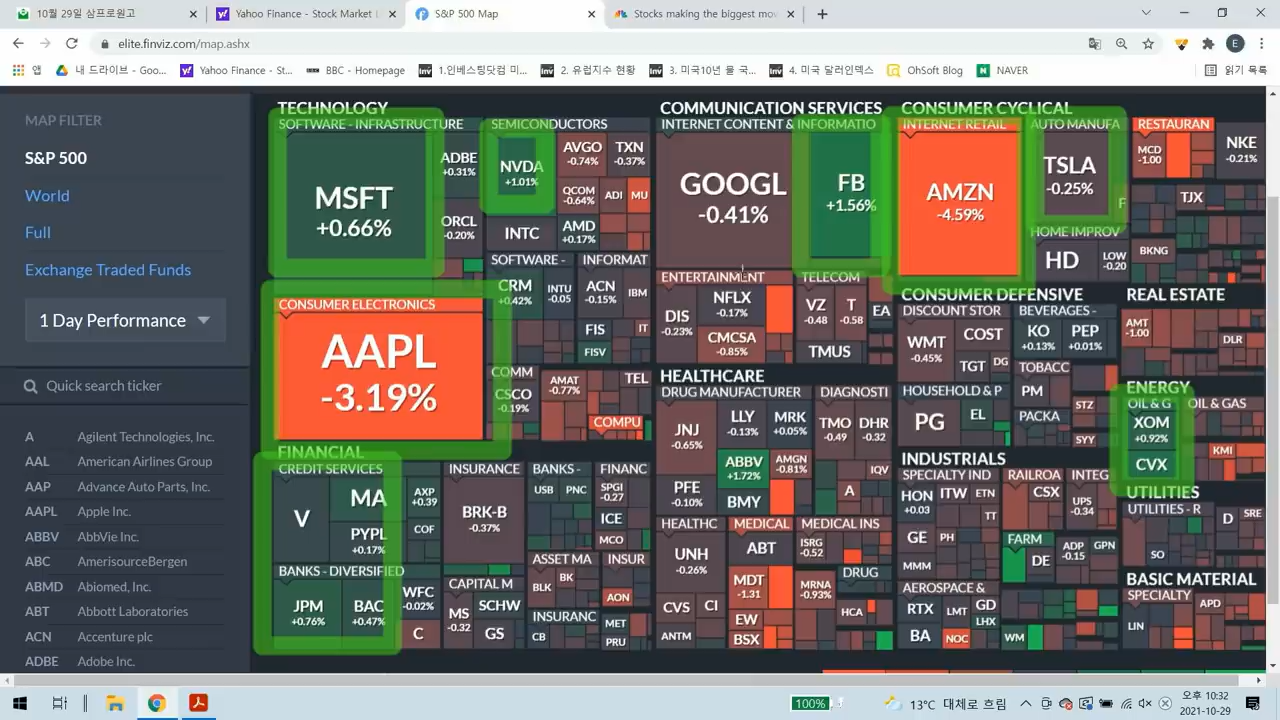 10월 29일 삼프로원고
Yahoo Finance - Stock Market L
S&P 500 Map
Stocks making the biggest mov
elite.finviz.com/map.ashx
앱
내 드라이브 - Goo...
Yahoo Finance - St...
BBC - Homepage
1.인베스팅닷컴 미...
2. 유럽지수 현황
3. 미국10년 물 국...
4. 미국 달러인덱스
OhSoft Blog
NAVER
읽기 목록
MAP FILTER
S&P 500
World
Full
Exchange Traded Funds
1 Day Performance
Quick search ticker
A Agilent Technologies, Inc.
AAL American Airlines Group
AAP Advance Auto Parts, Inc.
AAPL Apple Inc.
ABBV AbbVie Inc.
ABC AmerisourceBergen
ABMD Abiomed, Inc.
ABT Abbott Laboratories
ACN Accenture plc
ADBE Adobe Inc.
TECHNOLOGY
SOFTWARE - INFRASTRUCTURE
MSFT
+0.66%
ADBE
+0.31%
ORCL
-0.20%
SEMICONDUCTORS
NVDA
+1.01%
AVGO
-0.74%
TXN
-0.37%
QCOM
-0.64%
ADI
MU
INTC
AMD
+0.17%
SOFTWARE -
CRM
+0.42%
INTU
-0.05
INFORMAT
ACN
-0.15%
IBM
FIS
IT
FISV
CONSUMER ELECTRONICS
AAPL
-3.19%
COMM
CSCO
-0.19%
AMAT
-0.77%
TEL
COMPU
COMMUNICATION SERVICES
INTERNET CONTENT & INFORMATIO
GOOGL
-0.41%
FB
+1.56%
ENTERTAINMENT
DIS
-0.23%
NFLX
-0.17%
CMCSA
-0.85%
TELECOM
VZ
-0.48
T
-0.58
TMUS
EA
CONSUMER CYCLICAL
INTERNET RETAIL
AMZN
-4.59%
AUTO MANUFA
TSLA
-0.25%
F
HOME IMPROV
HD
LOW
-0.20
RESTAURAN
MCD
-1.00
NKE
-0.21%
TJX
BKNG
CONSUMER DEFENSIVE
DISCOUNT STOR
WMT
-0.45%
COST
TGT
DG
BEVERAGES -
KO
+0.13%
PEP
+0.01%
TOBACC
PM
HOUSEHOLD & P
PG
EL
PACKA
STZ
SYY
REAL ESTATE
AMT
-1.00
DLR
HEALTHCARE
DRUG MANUFACTURER
JNJ
-0.65%
LLY
-0.13%
MRK
+0.05%
ABBV
+1.72%
AMGN
-0.81%
PFE
-0.10%
BMY
DIAGNOSTI
TMO
-0.49
DHR
-0.32
IQV
A
HEALTHC
UNH
-0.26%
CVS
CI
ANTM
MEDICAL
ABT
MDT
-1.31
EW
BSX
MEDICAL INS
ISRG
-0.52
DRUG
MRNA
-0.93%
HCA
ENERGY
OIL & G
XOM
+0.92%
CVX
OIL & GAS
KMI
FINANCIAL
CREDIT SERVICES
V
MA
PYPL
+0.17%
AXP
+0.39
COF
BANKS - DIVERSIFIED
JPM
+0.76%
BAC
+0.47%
WFC
-0.02%
C
INSURANCE
BRK-B
-0.37%
BANKS -
USB
PNC
FINANC
SPGI
-0.27
ICE
MCO
CAPITAL M
MS
-0.32
SCHW
GS
ASSET MA
BLK
BK
INSUR
AON
INSURANC
CB
MET
PRU
INDUSTRIALS
SPECIALTY IND
HON
+0.03
ITW
ETN
TT
GE
PH
MMM
RAILROA
CSX
INTEG
UPS
-0.34
FARM
DE
ADP
-0.15
GPN
AEROSPAC &
RTX
LMT
GD
LHX
BA
NOC
WM
UTILITIES
UTILITIES - R
D
SRE
SO
BASIC MATERIAL
SPECIALTY
APD
LIN
100%
13°C 대체로 흐림
오후 10:32
2021-10-29